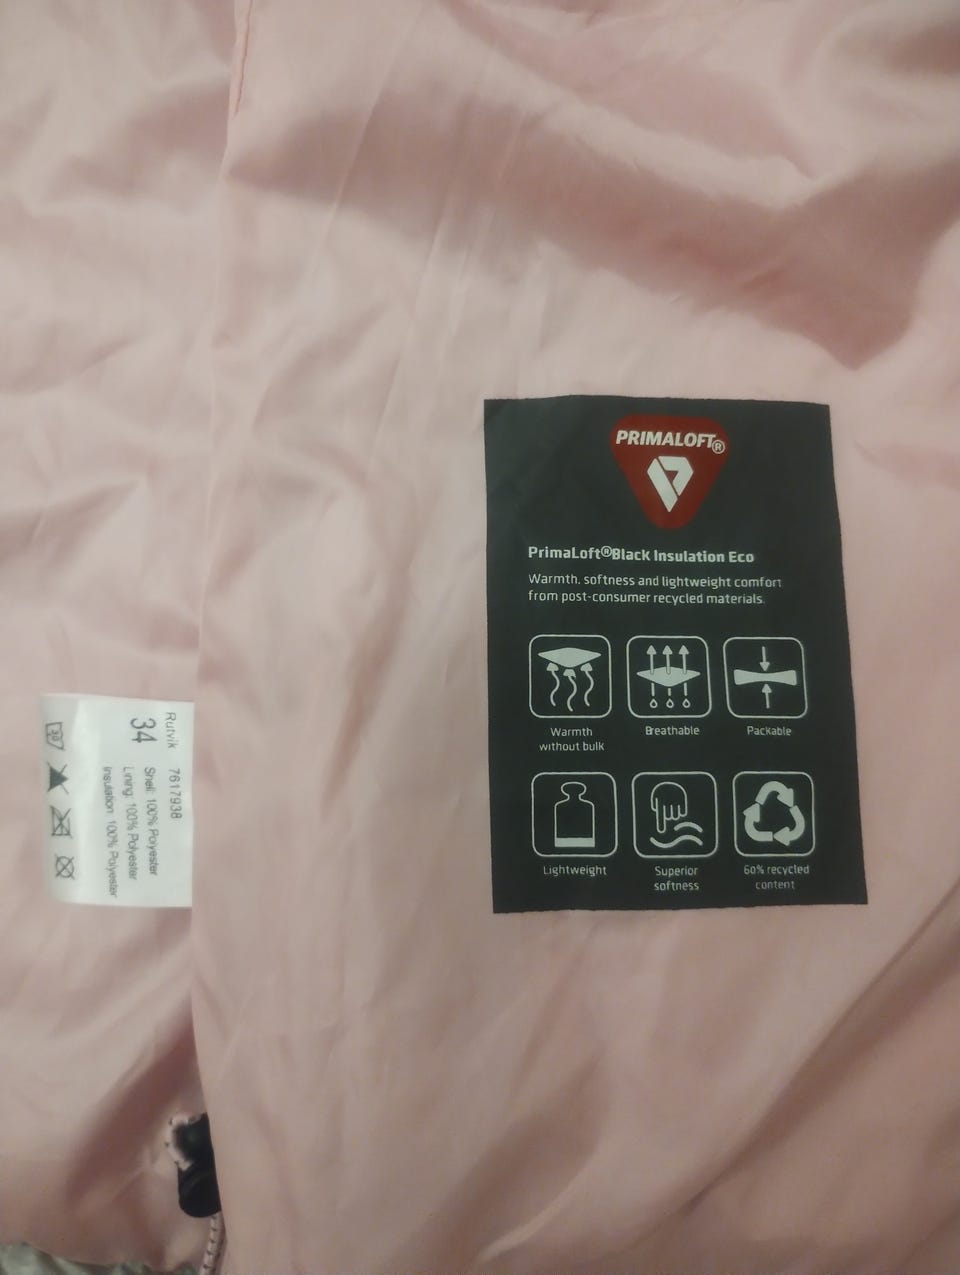 PRIMALOFT®
PrimaLoft® Black Insulation Eco
Warmth, softness and lightweight comfort
from post-consumer recycled materials.
Warmth
without bulk
Breathable
Packable
Lightweight
Superior
softness
60% recycled
content
Rutvik 7617938
34
Shell: 100% Polyester
Lining: 100% Polyester
Insulation: 100% Polyester
30